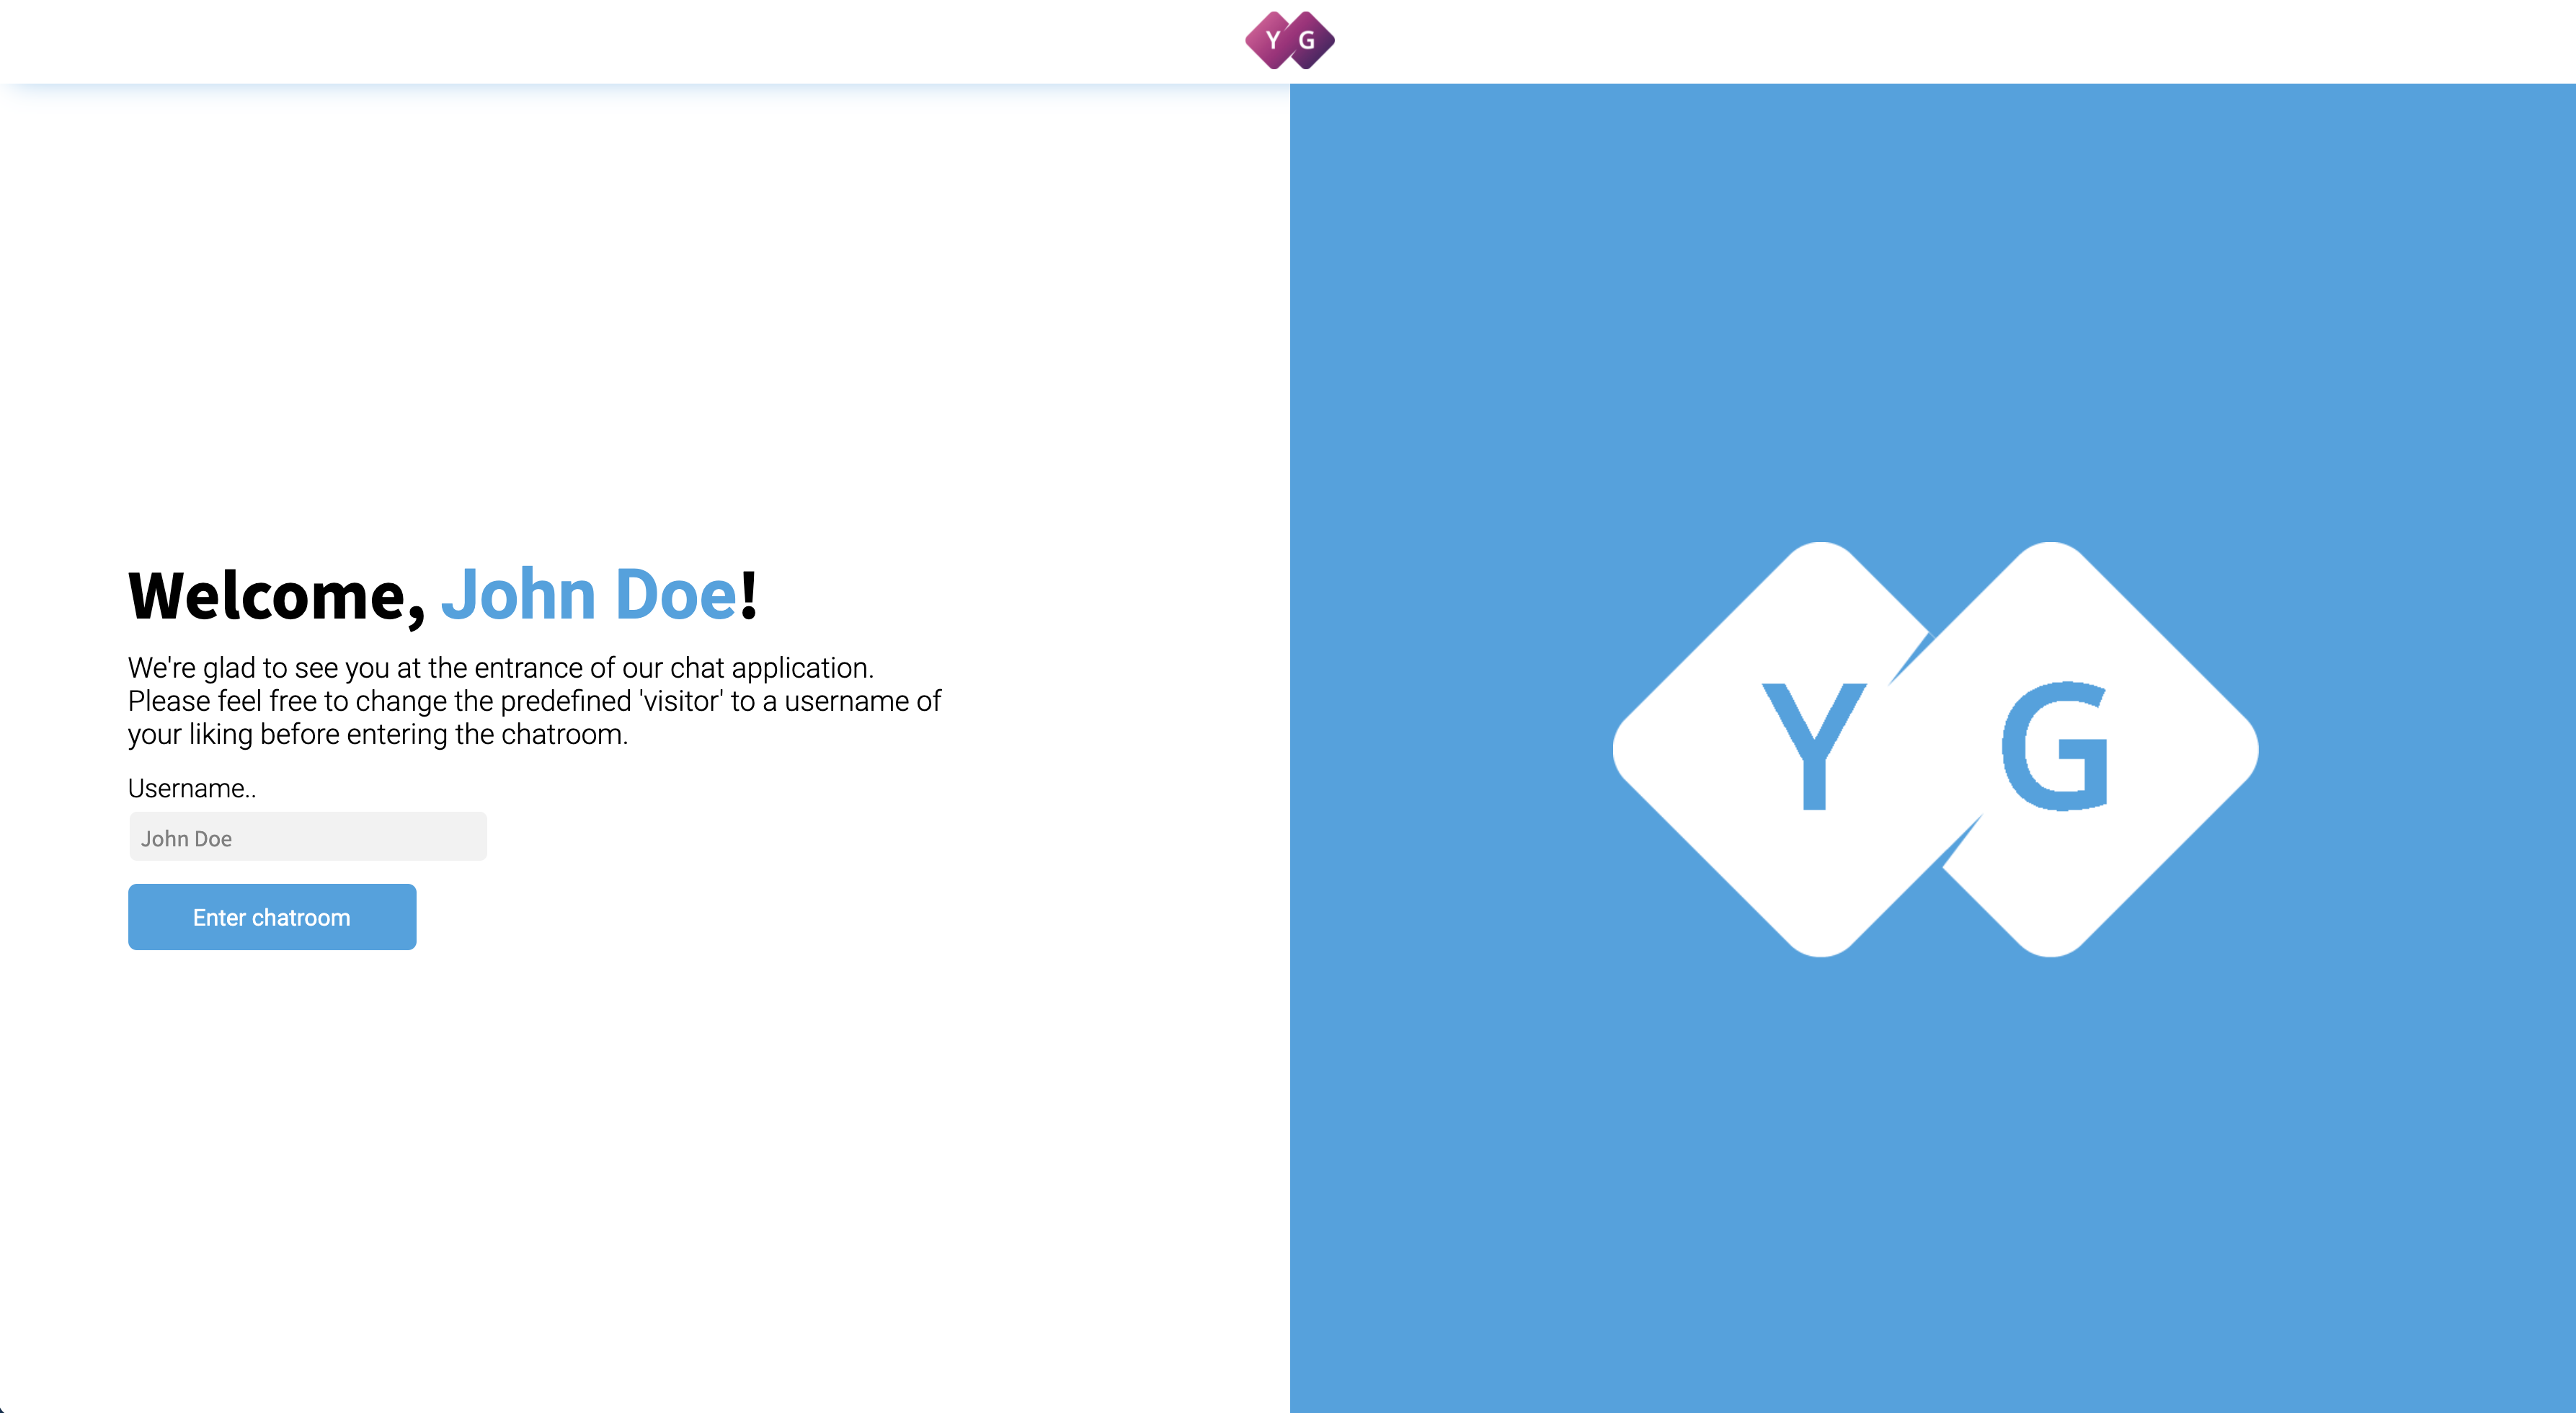 Y G
Welcome, John Doe!
We're glad to see you at the entrance of our chat application.
Please feel free to change the predefined 'visitor' to a username of
your liking before entering the chatroom.
Username..
John Doe
Enter chatroom
Y G